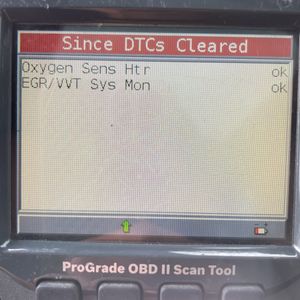 Since DTCs Cleared
Oxygen Sens Htr ok
EGR/VVT Sys Mon ok
ProGrade OBD II Scan Tool